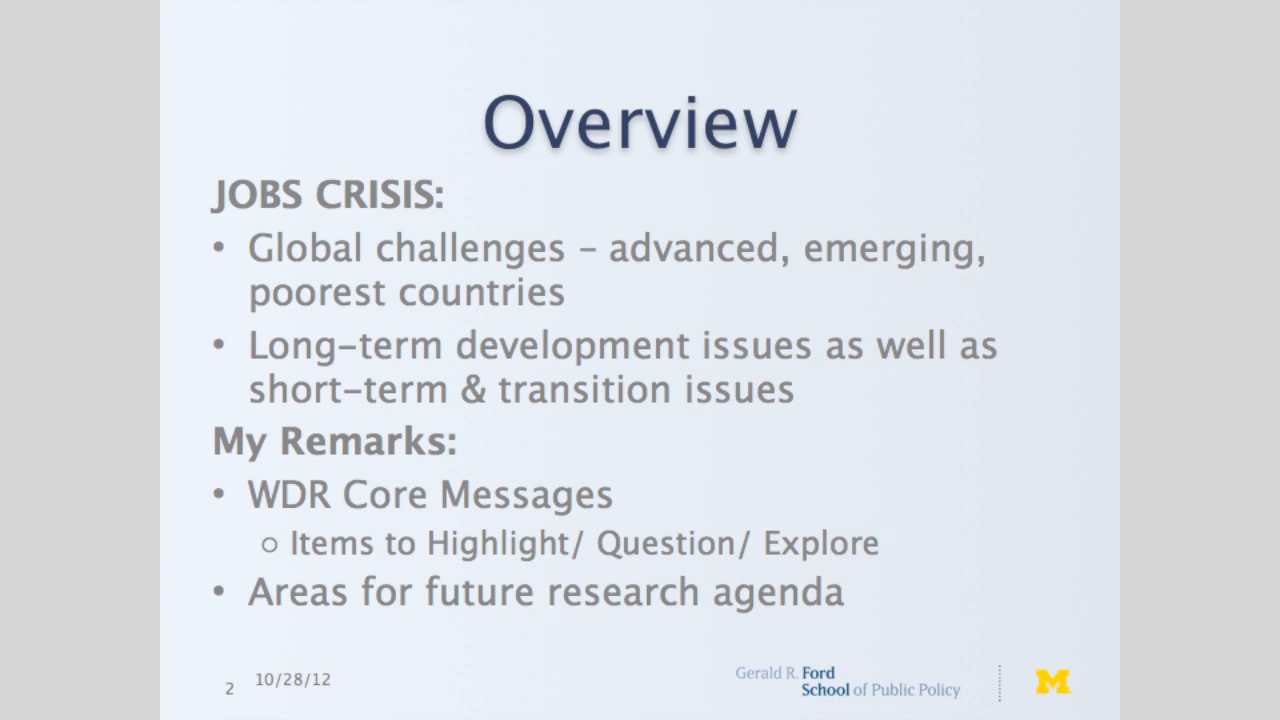 Overview
JOBS CRISIS:
• Global challenges – advanced, emerging,
poorest countries
• Long-term development issues as well as
short-term & transition issues
My Remarks:
• WDR Core Messages
○ Items to Highlight/ Question/ Explore
• Areas for future research agenda
2 10/28/12
Gerald R. Ford
School of Public Policy
M